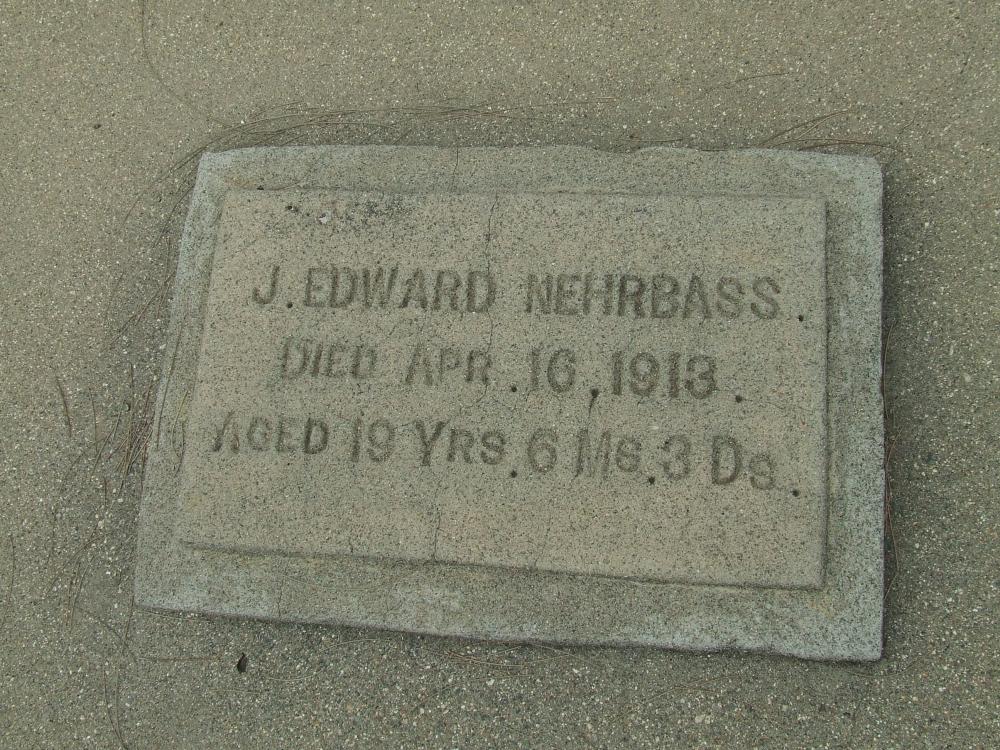 J. EDWARD NEHRBASS.
DIED APR. 16, 1913.
AGED 19 YRS. 6 MS. 3 DS.